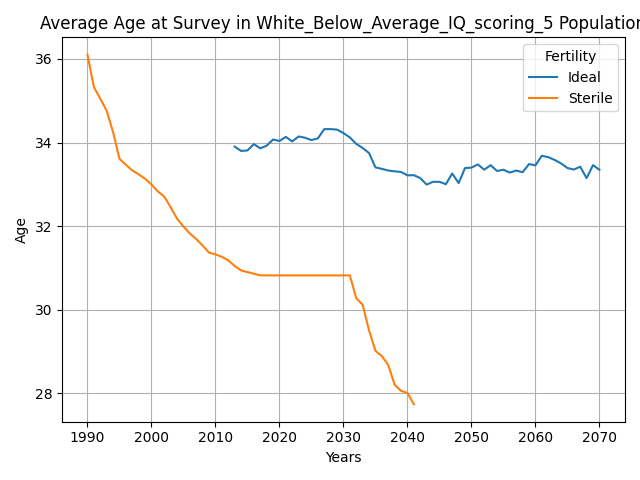 Average Age at Survey in White_Below_Average_IQ_scoring_5 Population
Fertility
Ideal
Sterile
Age
36
34
32
30
28
1990
2000
2010
2020
2030
2040
2050
2060
2070
Years